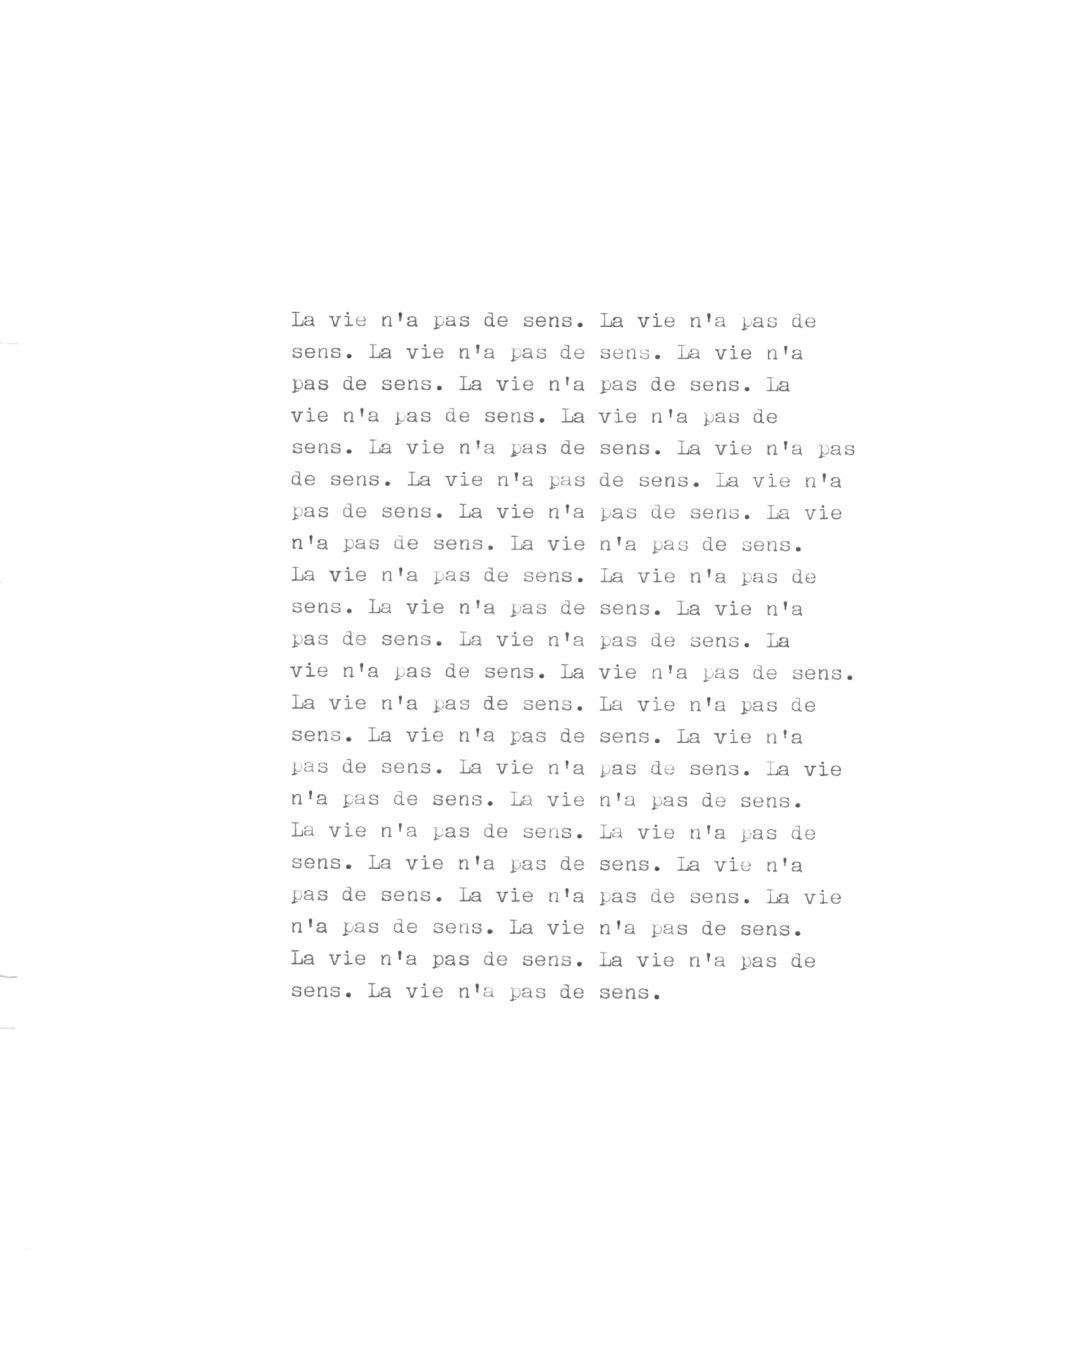 La vie n'a pas de sens. La vie n'a pas de
sens. La vie n'a pas de sens. La vie n'a
pas de sens. La vie n'a pas de sens. La
vie n'a pas de sens. La vie n'a pas de
sens. La vie n'a pas de sens. La vie n'a pas
de sens. La vie n'a pas de sens. La vie n'a
pas de sens. La vie n'a pas de sens. La vie
n'a pas de sens. La vie n'a pas de sens.
La vie n'a pas de sens. La vie n'a pas de
sens. La vie n'a pas de sens. La vie n'a
pas de sens. La vie n'a pas de sens. La
vie n'a pas de sens. La vie n'a pas de sens.
La vie n'a pas de sens. La vie n'a pas de
sens. La vie n'a pas de sens. La vie n'a
pas de sens. La vie n'a pas de sens. La vie
n'a pas de sens. La vie n'a pas de sens.
La vie n'a pas de sens. La vie n'a pas de
sens. La vie n'a pas de sens. La vie n'a
pas de sens. La vie n'a pas de sens. La vie
n'a pas de sens. La vie n'a pas de sens.
La vie n'a pas de sens. La vie n'a pas de
sens. La vie n'a pas de sens.